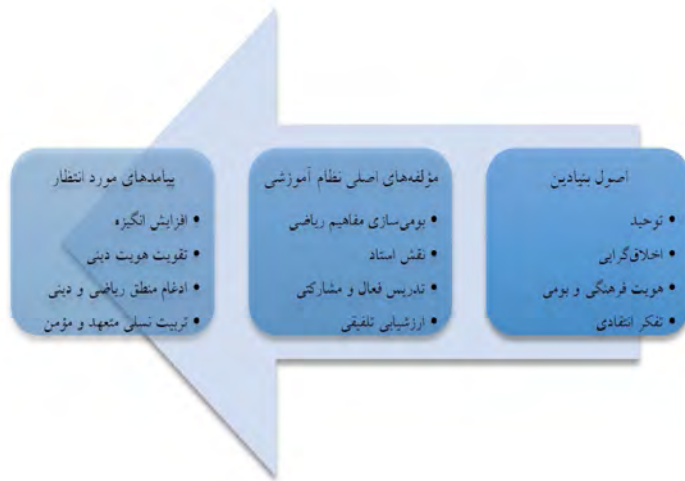 اصول بنیادین
• توحید
• اخلاق‌گرایی
• هویت فرهنگی و بومی
• تفکر انتقادی
مؤلفه‌های اصلی نظام آموزشی
• بومی‌سازی مفاهیم ریاضی
• نقش استاد
• تدریس فعال و مشارکتی
• ارزشیابی تلفیقی
پیامدهای مورد انتظار
• افزایش انگیزه
• تقویت هویت دینی
• ادغام منطق ریاضی و دینی
• تربیت نسلی متعهد و مؤمن